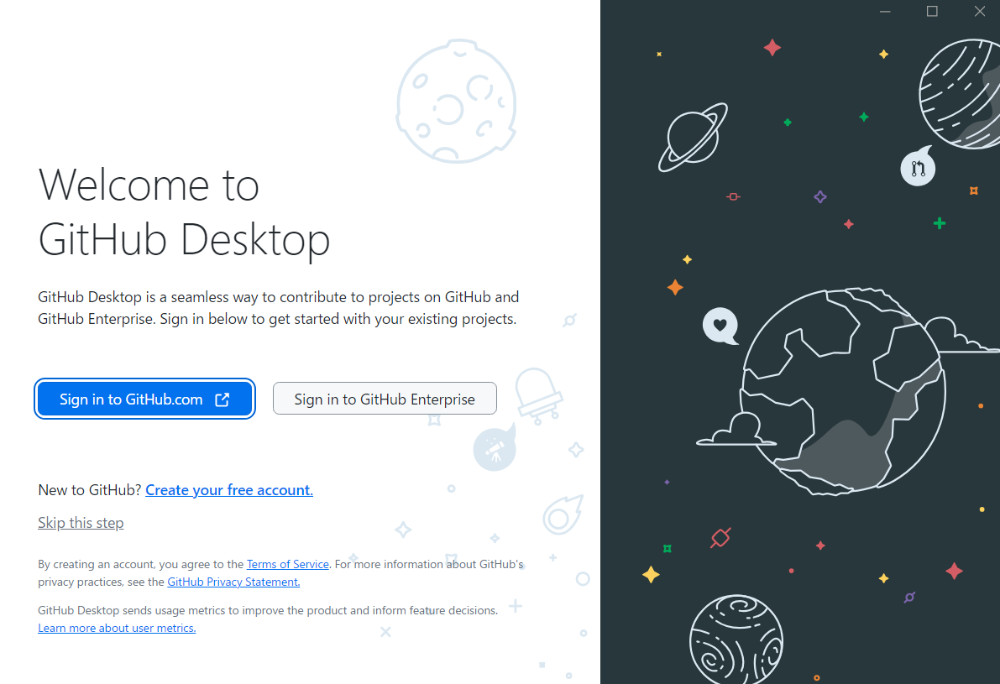 Welcome to
GitHub Desktop
GitHub Desktop is a seamless way to contribute to projects on GitHub and
GitHub Enterprise. Sign in below to get started with your existing projects.
Sign in to GitHub.com
Sign in to GitHub Enterprise
New to GitHub? Create your free account.
Skip this step
By creating an account, you agree to the Terms of Service. For more information about GitHub's
privacy practices, see the GitHub Privacy Statement.
GitHub Desktop sends usage metrics to improve the product and inform feature decisions.
Learn more about user metrics.